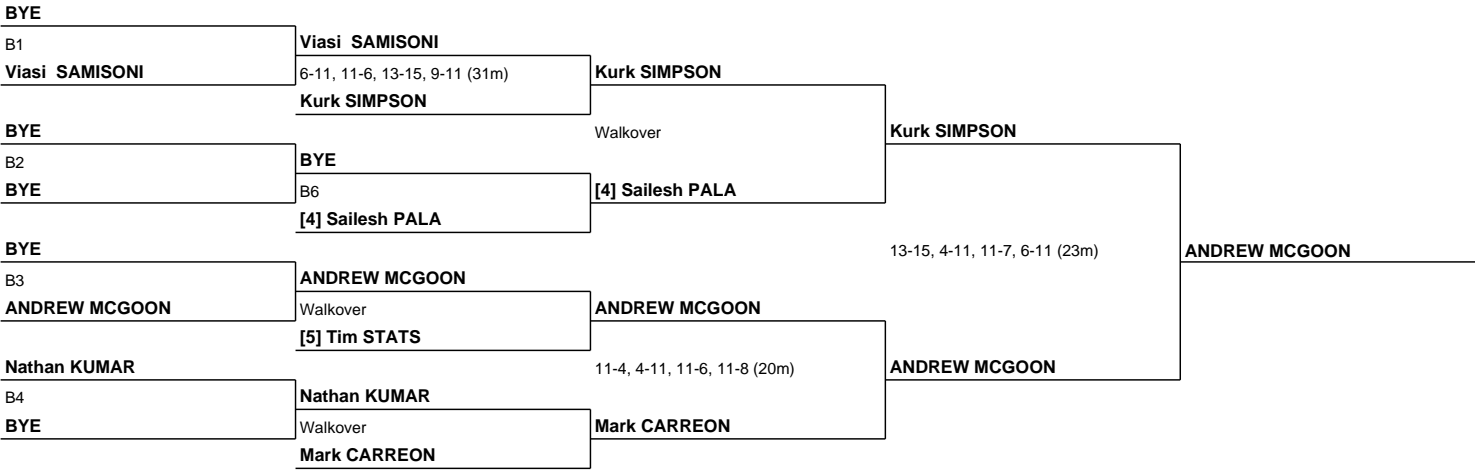 BYE
B1
Viasi  SAMISONI
Viasi  SAMISONI
6-11, 11-6, 13-15, 9-11 (31m)
Kurk SIMPSON
Kurk SIMPSON
BYE
B2
BYE
BYE
B6
[4] Sailesh PALA
Walkover
[4] Sailesh PALA
Kurk SIMPSON
BYE
B3
ANDREW MCGOON
ANDREW MCGOON
Walkover
[5] Tim STATS
ANDREW MCGOON
Nathan KUMAR
B4
BYE
Nathan KUMAR
Walkover
Mark CARREON
11-4, 4-11, 11-6, 11-8 (20m)
Mark CARREON
ANDREW MCGOON
13-15, 4-11, 11-7, 6-11 (23m)
ANDREW MCGOON